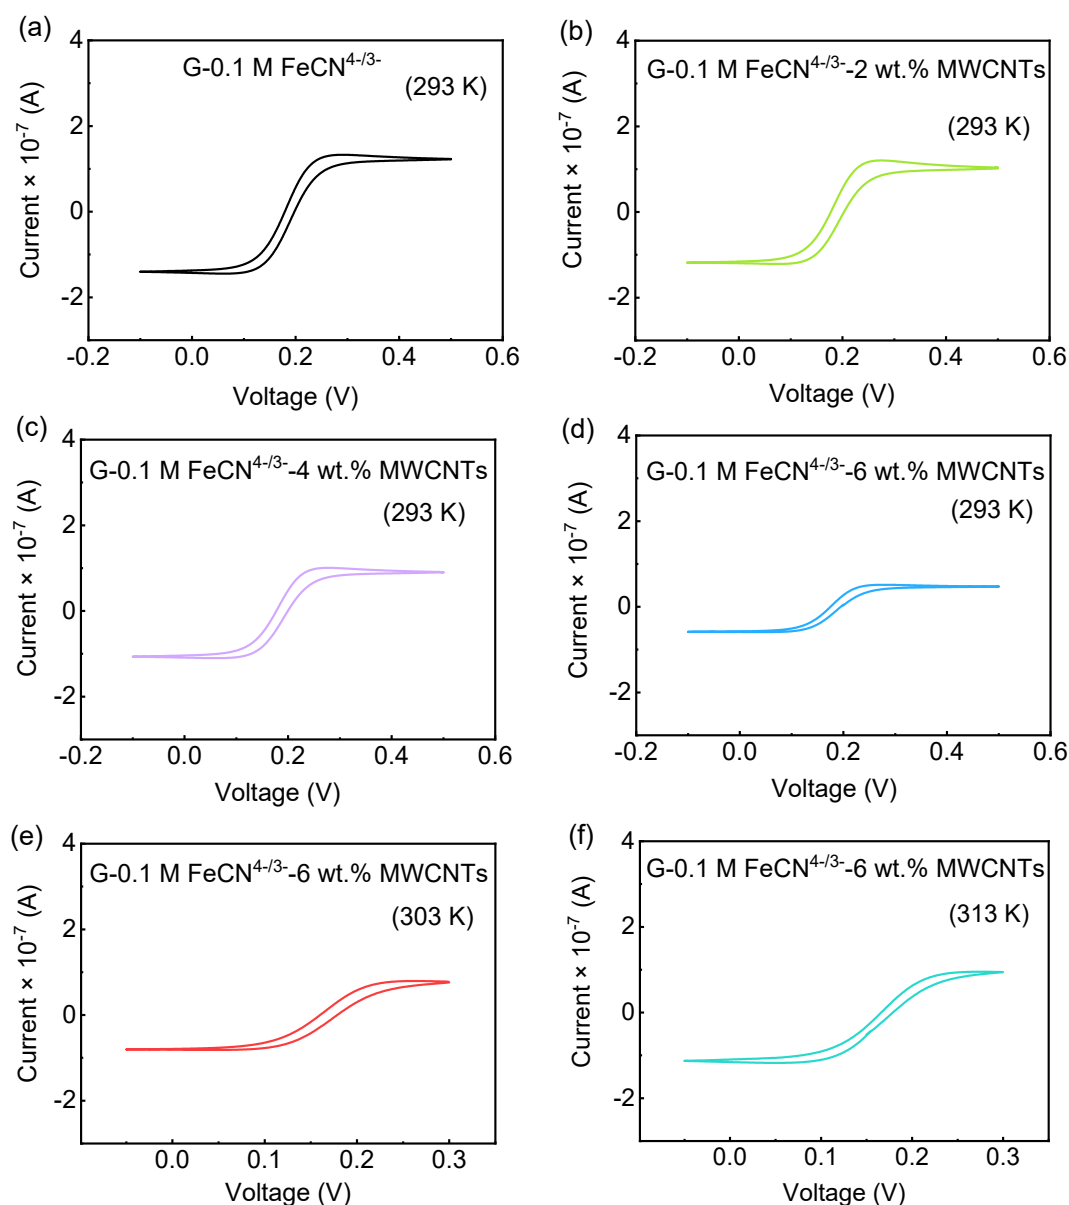 (a)
G-0.1 M FeCN4-/3-
(293 K)
4
2
0
-2
-0.2 0.0 0.2 0.4 0.6
Voltage (V)
Current × 10-7 (A)
(b)
G-0.1 M FeCN4-/3--2 wt.% MWCNTs
(293 K)
4
2
0
-2
-0.2 0.0 0.2 0.4 0.6
Voltage (V)
Current × 10-7 (A)
(c)
G-0.1 M FeCN4-/3--4 wt.% MWCNTs
(293 K)
4
2
0
-2
-0.2 0.0 0.2 0.4 0.6
Voltage (V)
Current × 10-7 (A)
(d)
G-0.1 M FeCN4-/3--6 wt.% MWCNTs
(293 K)
4
2
0
-2
-0.2 0.0 0.2 0.4 0.6
Voltage (V)
Current × 10-7 (A)
(e)
G-0.1 M FeCN4-/3--6 wt.% MWCNTs
(303 K)
4
2
0
-2
0.0 0.1 0.2 0.3
Voltage (V)
Current × 10-7 (A)
(f)
G-0.1 M FeCN4-/3--6 wt.% MWCNTs
(313 K)
4
2
0
-2
0.0 0.1 0.2 0.3
Voltage (V)
Current × 10-7 (A)